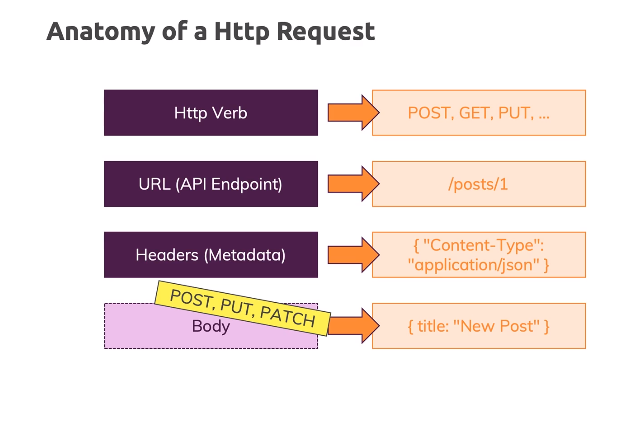 Anatomy of a Http Request
Http Verb
POST, GET, PUT, ...
URL (API Endpoint)
/posts/1
Headers (Metadata)
{ "Content-Type":
"application/json" }
POST, PUT, PATCH
Body
{ title: "New Post" }